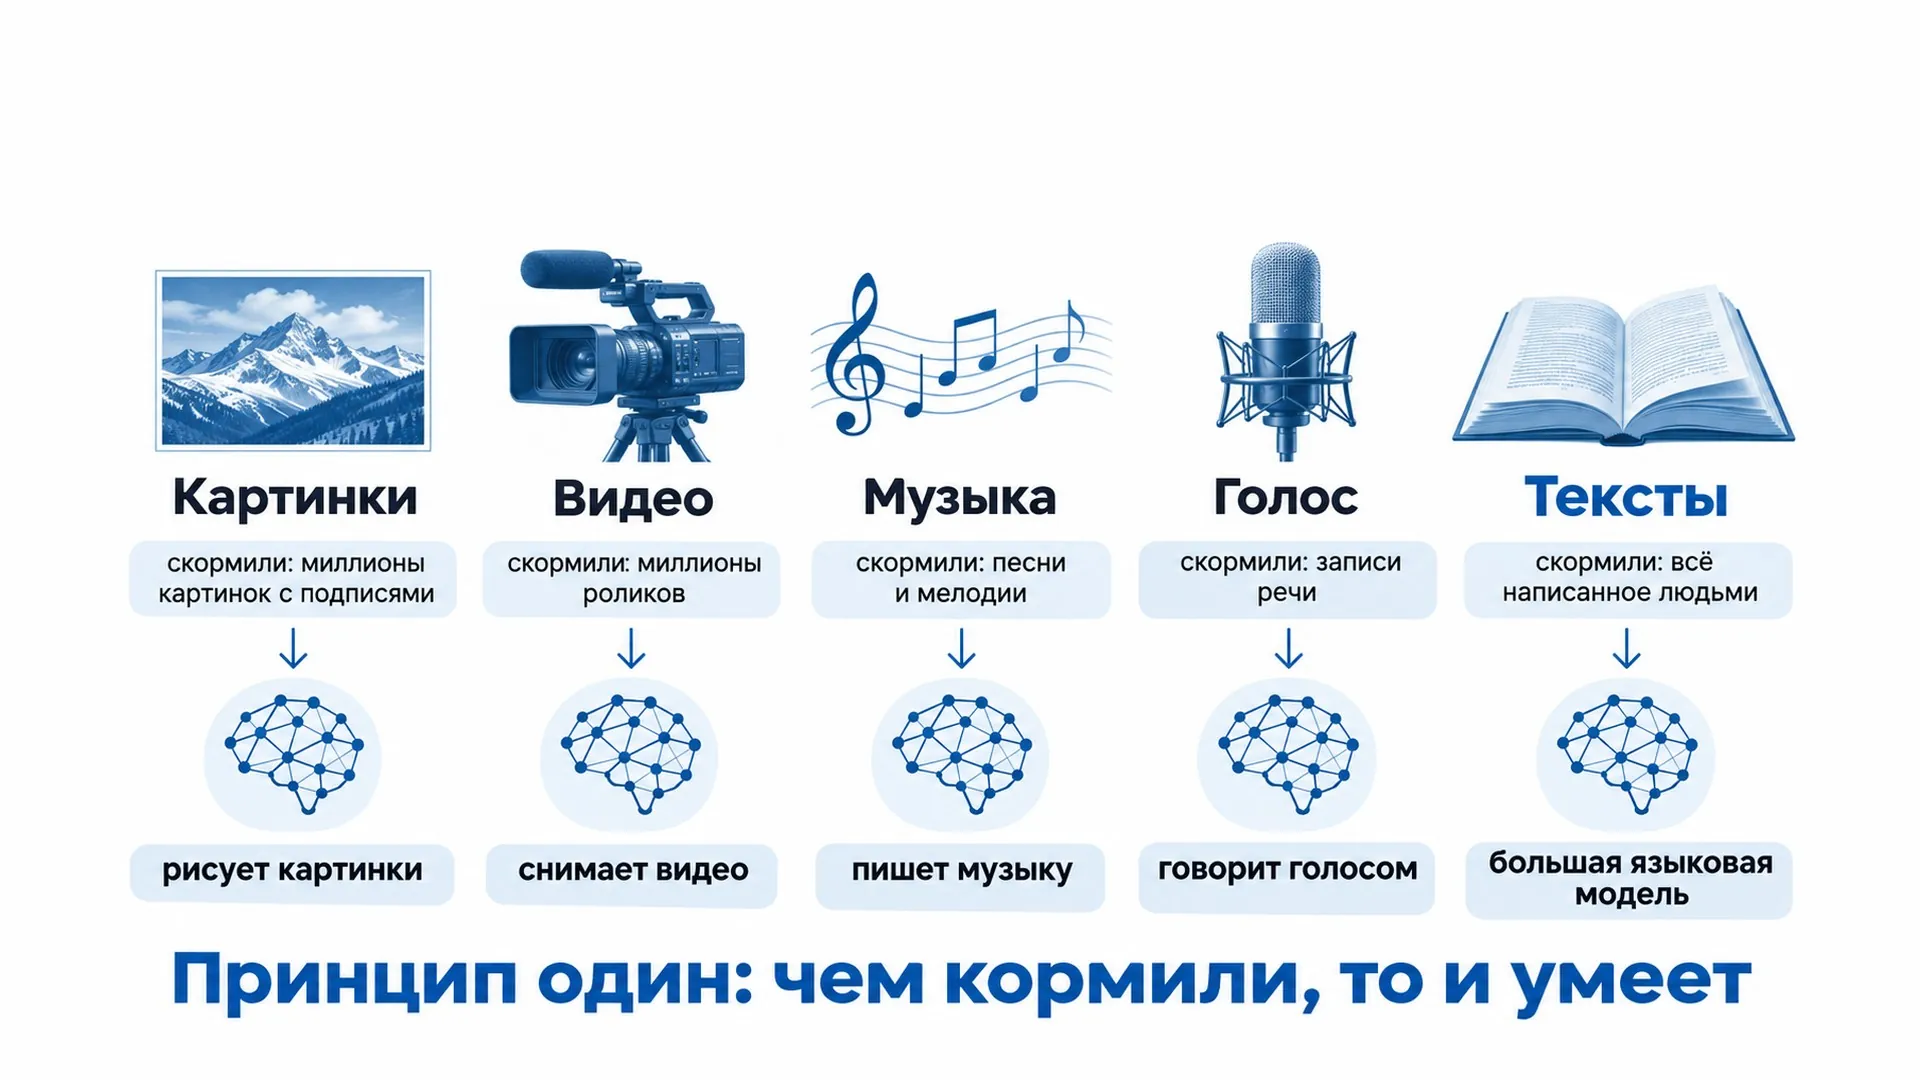 Картинки
скормили: миллионы
картинок с подписями
рисует картинки
Видео
скормили: миллионы
роликов
снимает видео
Музыка
скормили: песни
и мелодии
пишет музыку
Голос
скормили: записи
речи
говорит голосом
Тексты
скормили: всё
написанное людьми
большая языковая
модель
Принцип один: чем кормили, то и умеет